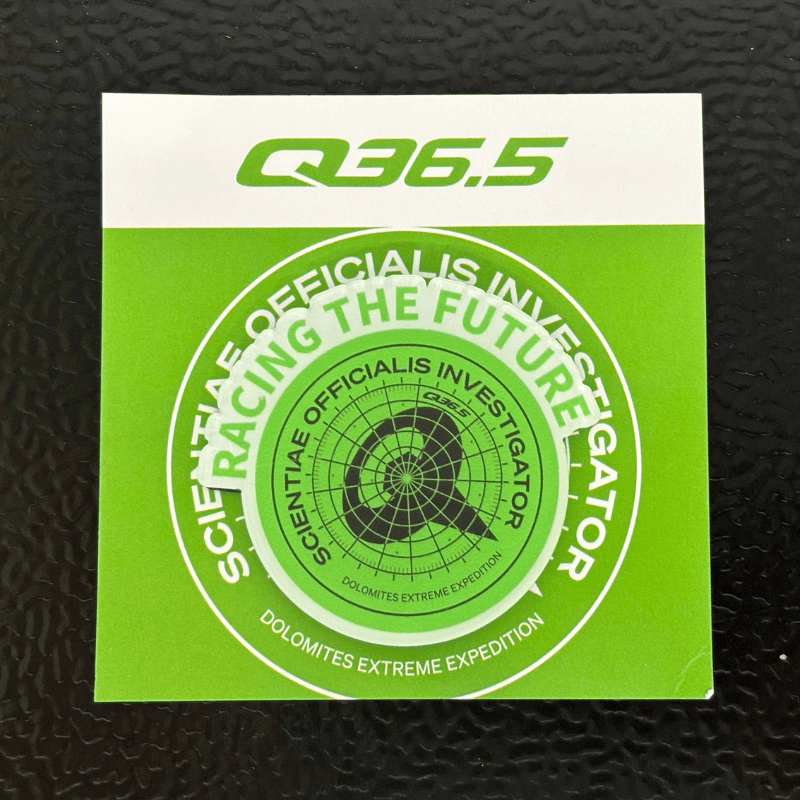 Q36.5
SCIENTIAE OFFICIALIS INVESTIGATOR
RACING THE FUTURE
SCIENTIAE OFFICIALIS INVESTIGATOR
Q36.5
DOLOMITES EXTREME EXPEDITION
DOLOMITES EXTREME EXPEDITION